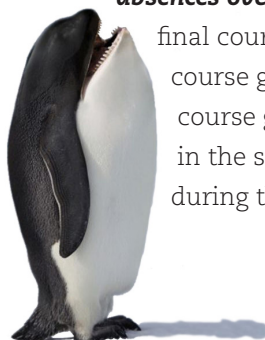 absences ove
final cour
course g
course g
in the s
during t